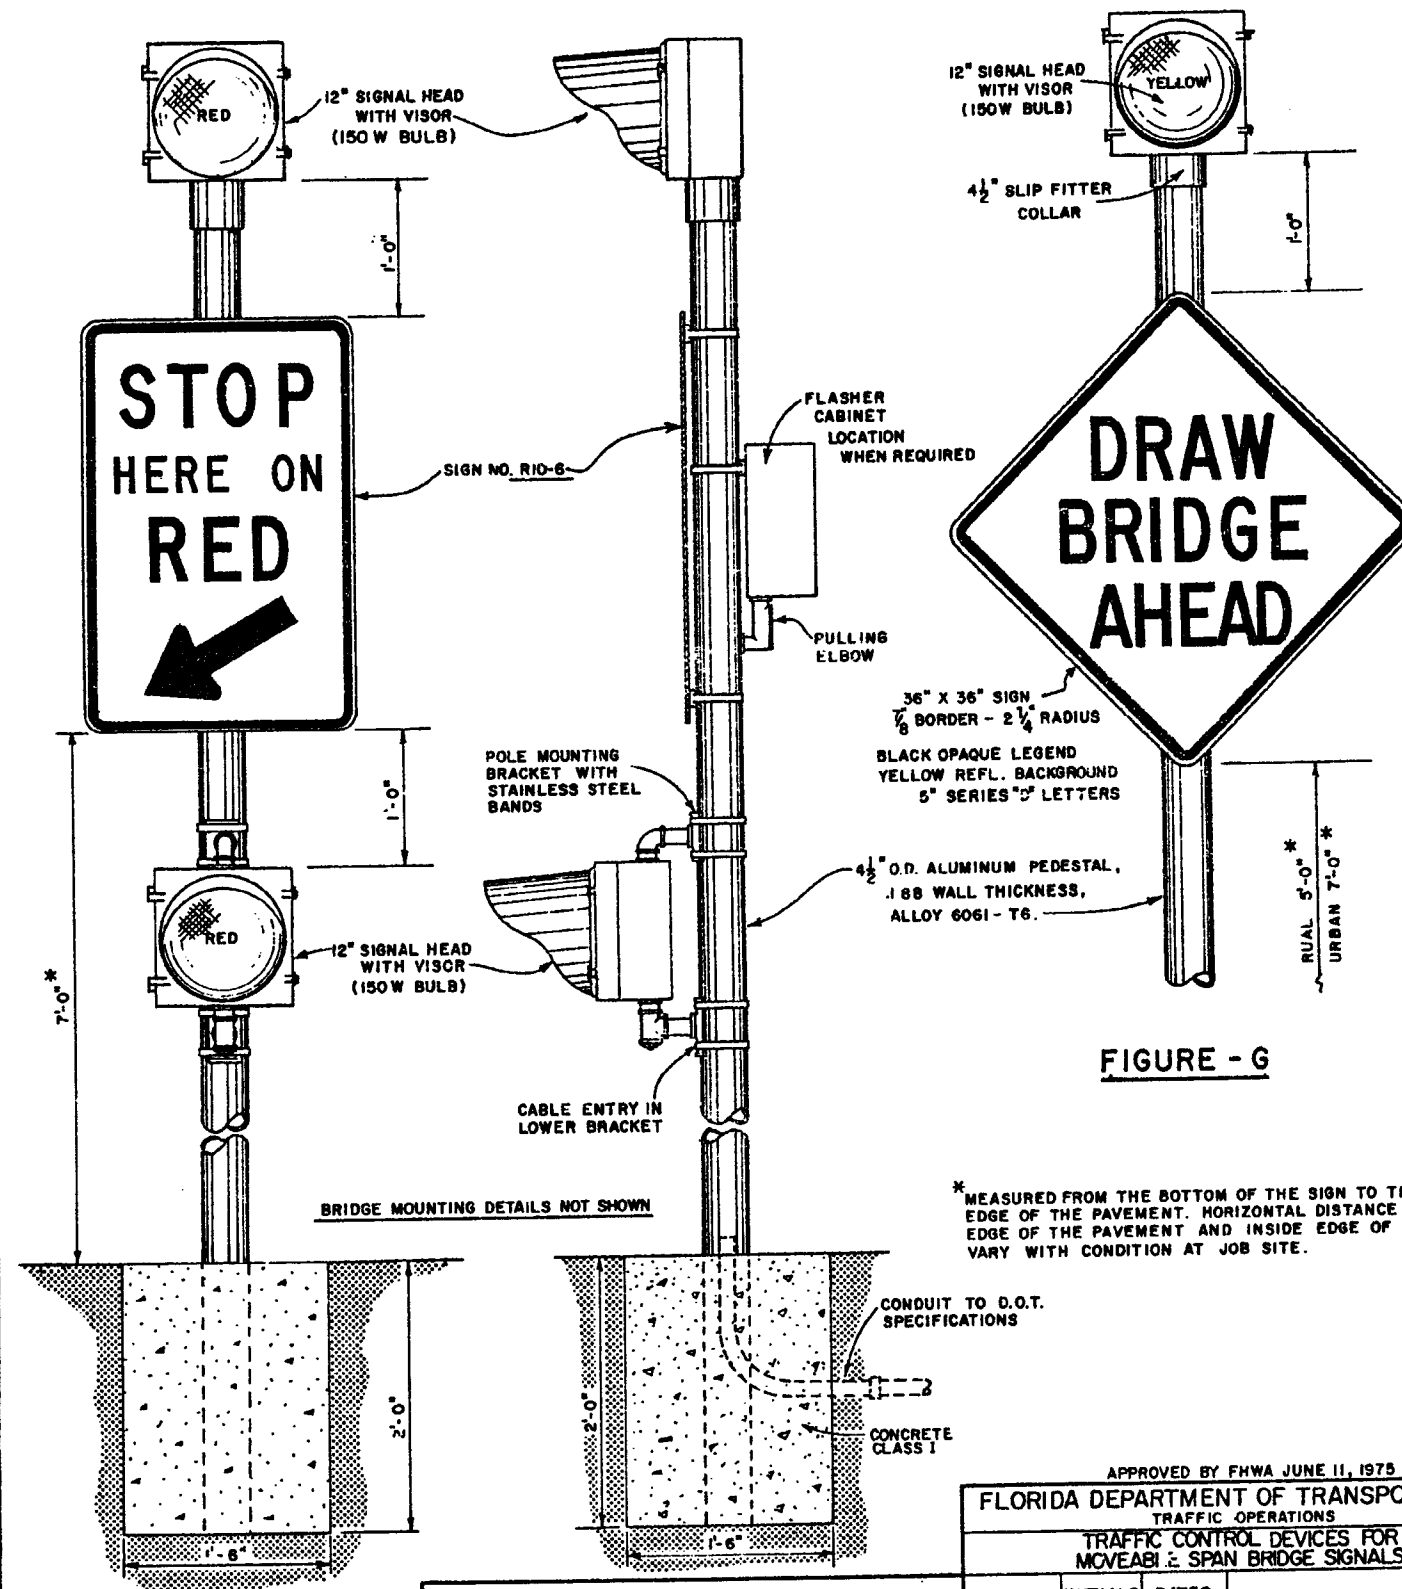 RED
12" SIGNAL HEAD
WITH VISOR
(150 W BULB)
1'-0"
STOP
HERE ON
RED
SIGN NO. R10-6
FLASHER
CABINET
LOCATION
WHEN REQUIRED
PULLING
ELBOW
POLE MOUNTING
BRACKET WITH
STAINLESS STEEL
BANDS
1'-0"
7'-0" *
RED
12" SIGNAL HEAD
WITH VISOR
(150 W BULB)
CABLE ENTRY IN
LOWER BRACKET
BRIDGE MOUNTING DETAILS NOT SHOWN
2'-0"
1'-6"
2'-0"
1'-6"
CONDUIT TO D.O.T.
SPECIFICATIONS
CONCRETE
CLASS I
YELLOW
12" SIGNAL HEAD
WITH VISOR
(150 W BULB)
4 1/2" SLIP FITTER
COLLAR
1'-0"
DRAW
BRIDGE
AHEAD
36" X 36" SIGN
7/8" BORDER - 2 1/4" RADIUS
BLACK OPAQUE LEGEND
YELLOW REFL. BACKGROUND
5" SERIES "D" LETTERS
4 1/2" O.D. ALUMINUM PEDESTAL,
.188 WALL THICKNESS,
ALLOY 6061-T6.
RUAL 5'-0" *
URBAN 7'-0" *
FIGURE - G
* MEASURED FROM THE BOTTOM OF THE SIGN TO
EDGE OF THE PAVEMENT. HORIZONTAL DISTANCE
EDGE OF THE PAVEMENT AND INSIDE EDGE OF
VARY WITH CONDITION AT JOB SITE.
APPROVED BY FHWA JUNE 11, 1975
FLORIDA DEPARTMENT OF TRANSPO
TRAFFIC OPERATIONS
TRAFFIC CONTROL DEVICES FOR
MOVEABLE SPAN BRIDGE SIGNALS